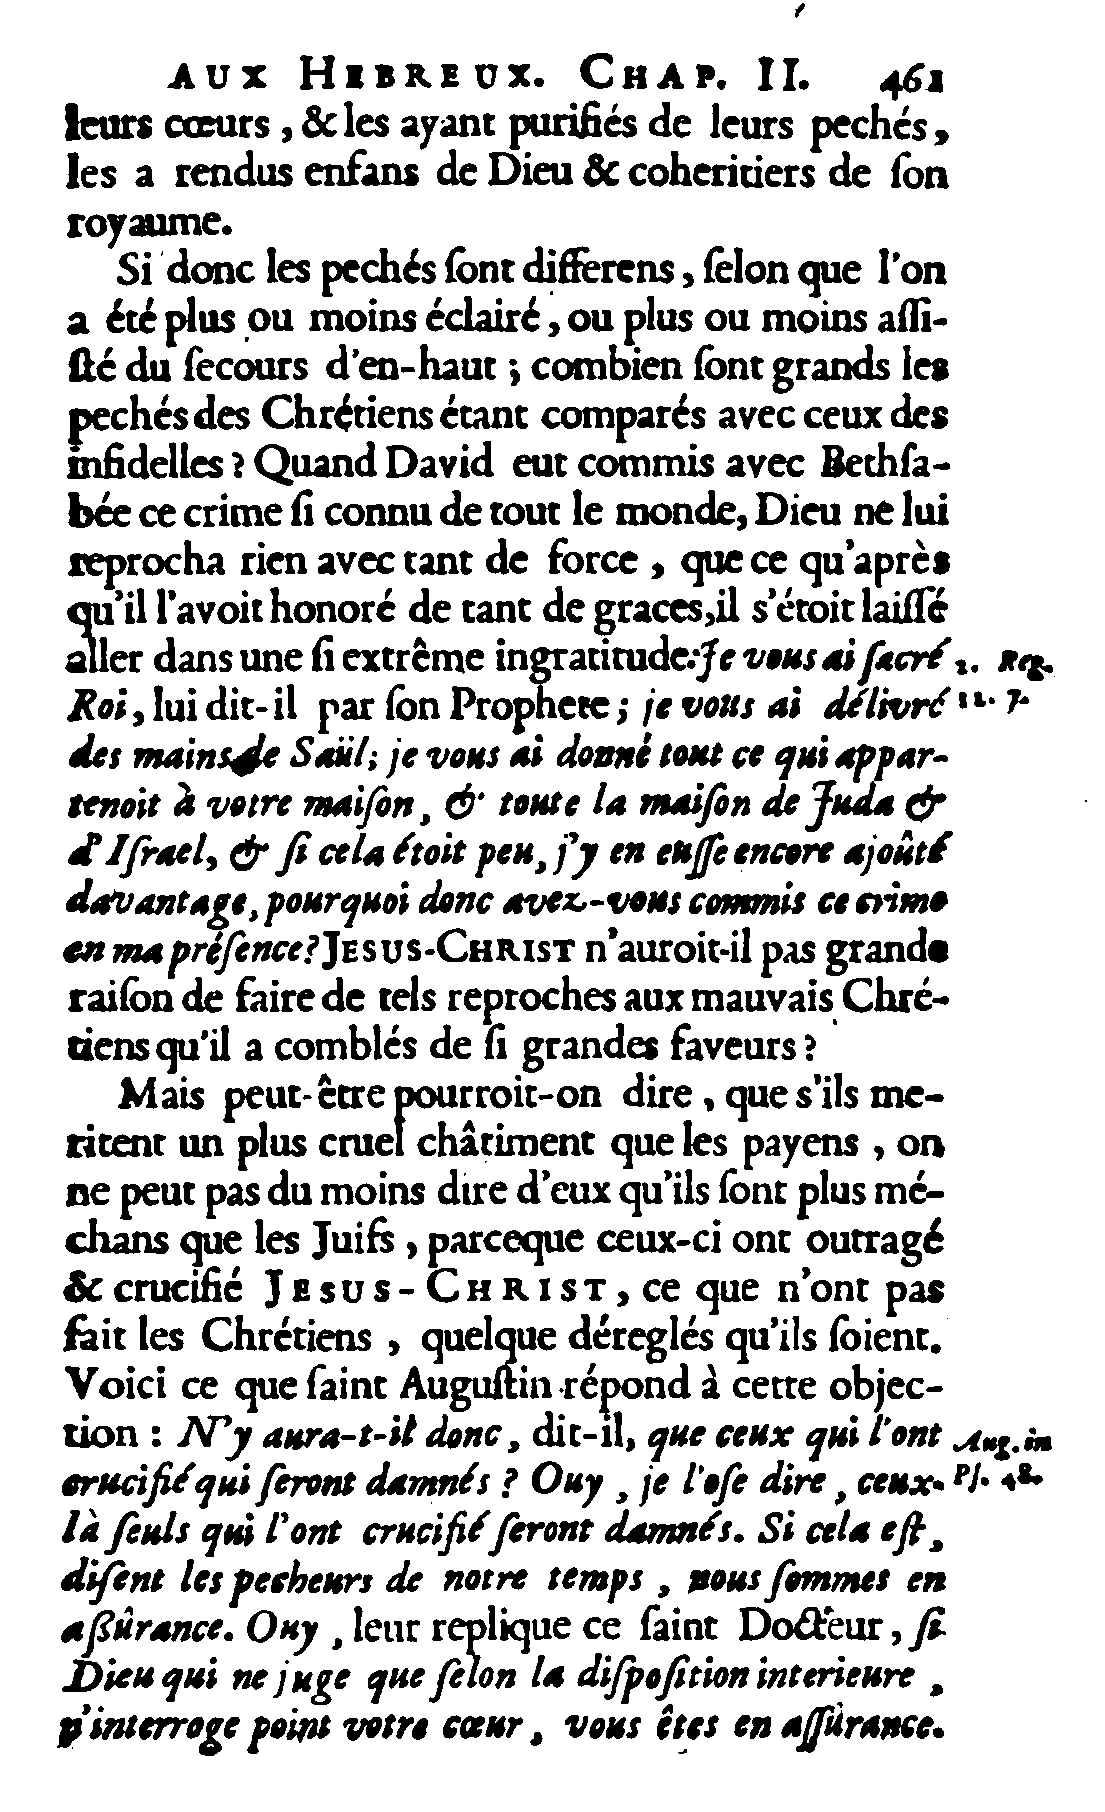 AUX HEBREUX. CHAP. II. 461
leurs cœurs, & les ayant purifiés de leurs pechés,
les a rendus enfans de Dieu & coheritiers de ſon
royaume.
Si donc les pechés ſont differens, ſelon que l'on
a été plus ou moins éclairé, ou plus ou moins aſſi-
ſté du ſecours d'en-haut ; combien ſont grands les
pechés des Chrétiens étant comparés avec ceux des
infidelles ? Quand David eut commis avec Bethſa-
bée ce crime ſi connu de tout le monde, Dieu ne lui
reprocha rien avec tant de force, que ce qu'après
qu'il l'avoit honoré de tant de graces, il s'étoit laiſſé
aller dans une ſi extrême ingratitude: Je vous ai ſacré
Roi, lui dit-il par ſon Prophete ; je vous ai délivré
des mains de Saül; je vous ai donné tout ce qui appar-
tenoit à votre maiſon, & toute la maiſon de Juda &
d'Iſrael, & ſi cela étoit peu, j'y en euſſe encore ajoûté
davantage, pourquoi donc avez-vous commis ce crime
en ma préſence ? JESUS-CHRIST n'auroit-il pas grande
raiſon de faire de tels reproches aux mauvais Chré-
tiens qu'il a comblés de ſi grandes faveurs ?
2. Reg.
12. 7.
Mais peut-être pourroit-on dire, que s'ils me-
ritent un plus cruel châtiment que les payens, on
ne peut pas du moins dire d'eux qu'ils ſont plus mé-
chans que les Juifs, parceque ceux-ci ont outragé
& crucifié JESUS-CHRIST, ce que n'ont pas
fait les Chrétiens, quelque déreglés qu'ils ſoient.
Voici ce que ſaint Auguſtin répond à cette objec-
tion : N'y aura-t-il donc, dit-il, que ceux qui l'ont
crucifié qui ſeront damnés ? Ouy, je l'oſe dire, ceux-
là ſeuls qui l'ont crucifié ſeront damnés. Si cela eſt,
diſent les pecheurs de notre temps, nous ſommes en
aßûrance. Ouy, leur replique ce ſaint Docteur, ſi
Dieu qui ne juge que ſelon la diſpoſition interieure,
n'interroge point votre cœur, vous êtes en aſſûrance.
Aug. in
Pſ. 48.